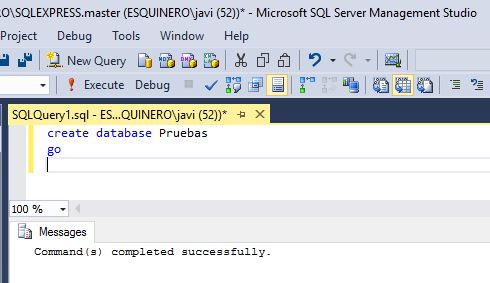 RO\SQLEXPRESS.master (ESQUINERO\javi (52))* - Microsoft SQL Server Management Studio
Project Debug Tools Window Help
New Query
Execute Debug
SQLQuery1.sql - ES...QUINERO\javi (52))*
create database Pruebas
go
100 %
Messages
Command(s) completed successfully.